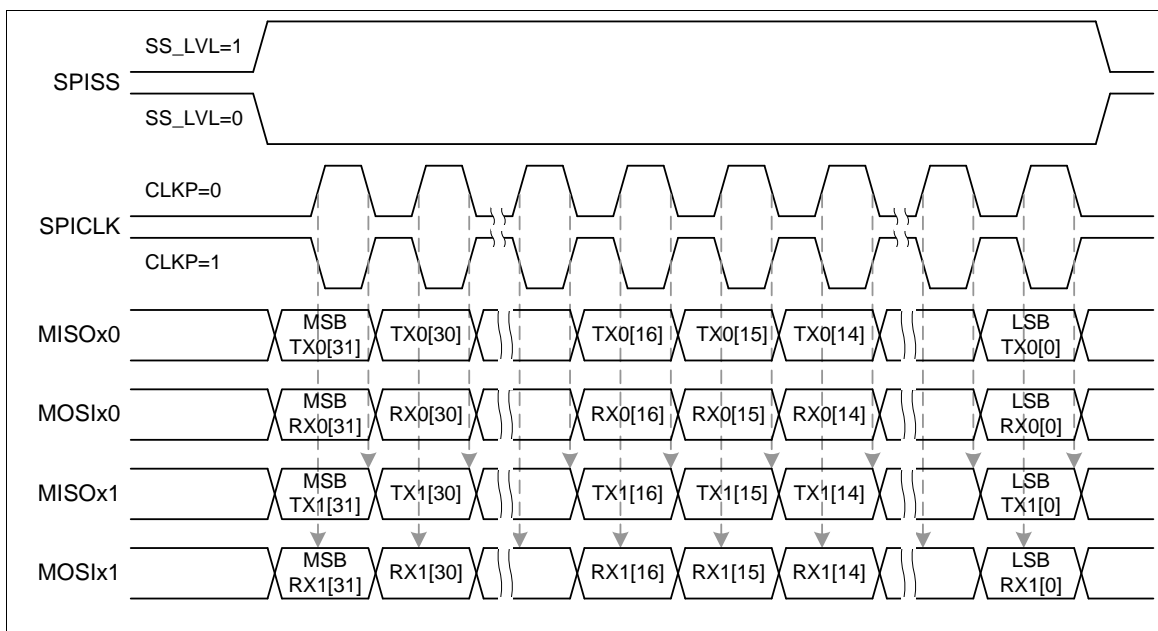 SS_LVL=1
SPISS
SS_LVL=0
CLKP=0
SPICLK
CLKP=1
MISOx0
MSB
TX0[31]
TX0[30]
TX0[16]
TX0[15]
TX0[14]
LSB
TX0[0]
MOSIx0
MSB
RX0[31]
RX0[30]
RX0[16]
RX0[15]
RX0[14]
LSB
RX0[0]
MISOx1
MSB
TX1[31]
TX1[30]
TX1[16]
TX1[15]
TX1[14]
LSB
TX1[0]
MOSIx1
MSB
RX1[31]
RX1[30]
RX1[16]
RX1[15]
RX1[14]
LSB
RX1[0]